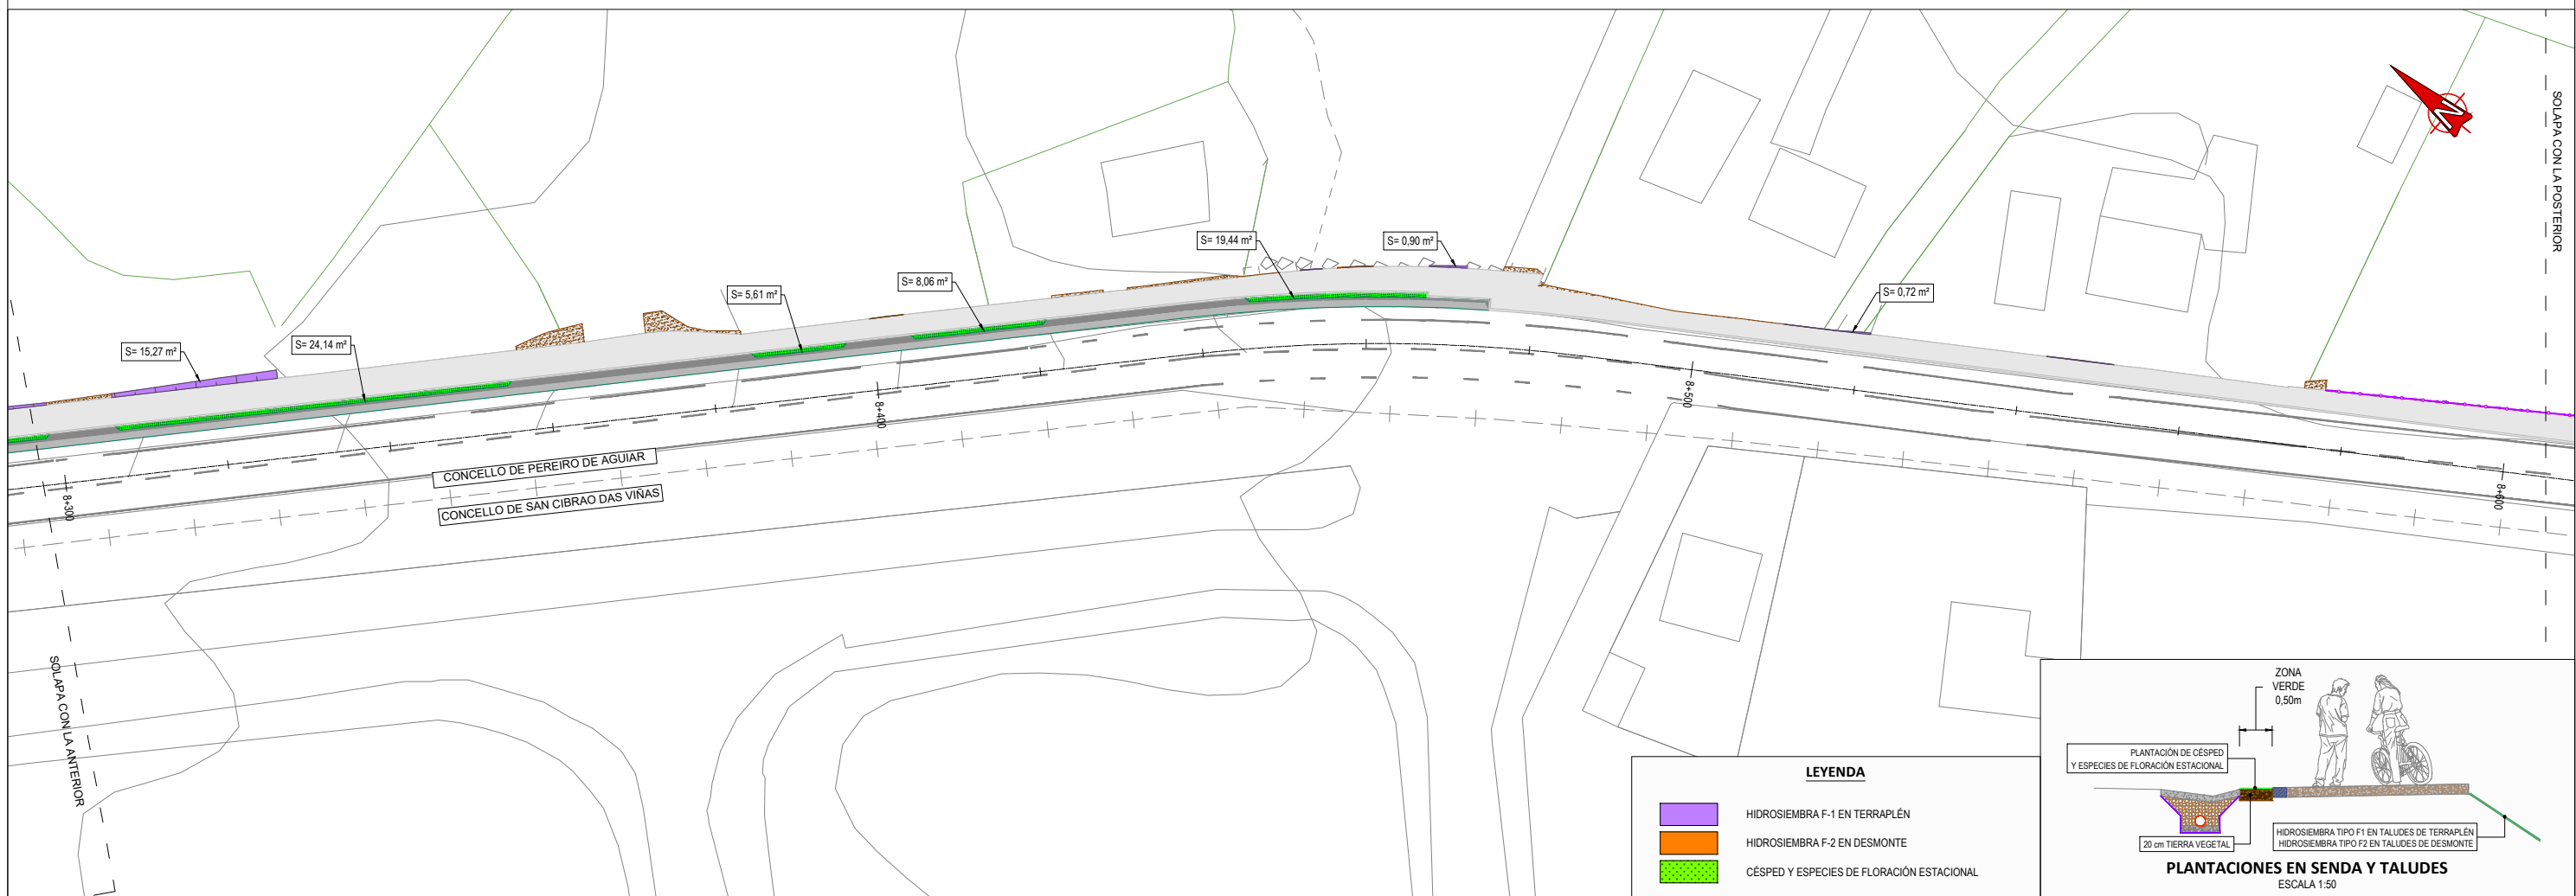 SOLAPA CON LA POSTERIOR
S= 19,44 m²
S= 0,90 m²
S= 8,06 m²
S= 5,61 m²
S= 0,72 m²
S= 24,14 m²
S= 15,27 m²
8+300
8+400
8+500
8+600
CONCELLO DE PEREIRO DE AGUIAR
CONCELLO DE SAN CIBRAO DAS VIÑAS
SOLAPA CON LA ANTERIOR
LEYENDA
HIDROSIEMBRA F-1 EN TERRAPLÉN
HIDROSIEMBRA F-2 EN DESMONTE
CÉSPED Y ESPECIES DE FLORACIÓN ESTACIONAL
ZONA
VERDE
0,50m
PLANTACIÓN DE CÉSPED
Y ESPECIES DE FLORACIÓN ESTACIONAL
20 cm TIERRA VEGETAL
HIDROSIEMBRA TIPO F1 EN TALUDES DE TERRAPLÉN
HIDROSIEMBRA TIPO F2 EN TALUDES DE DESMONTE
PLANTACIONES EN SENDA Y TALUDES
ESCALA 1:50
N